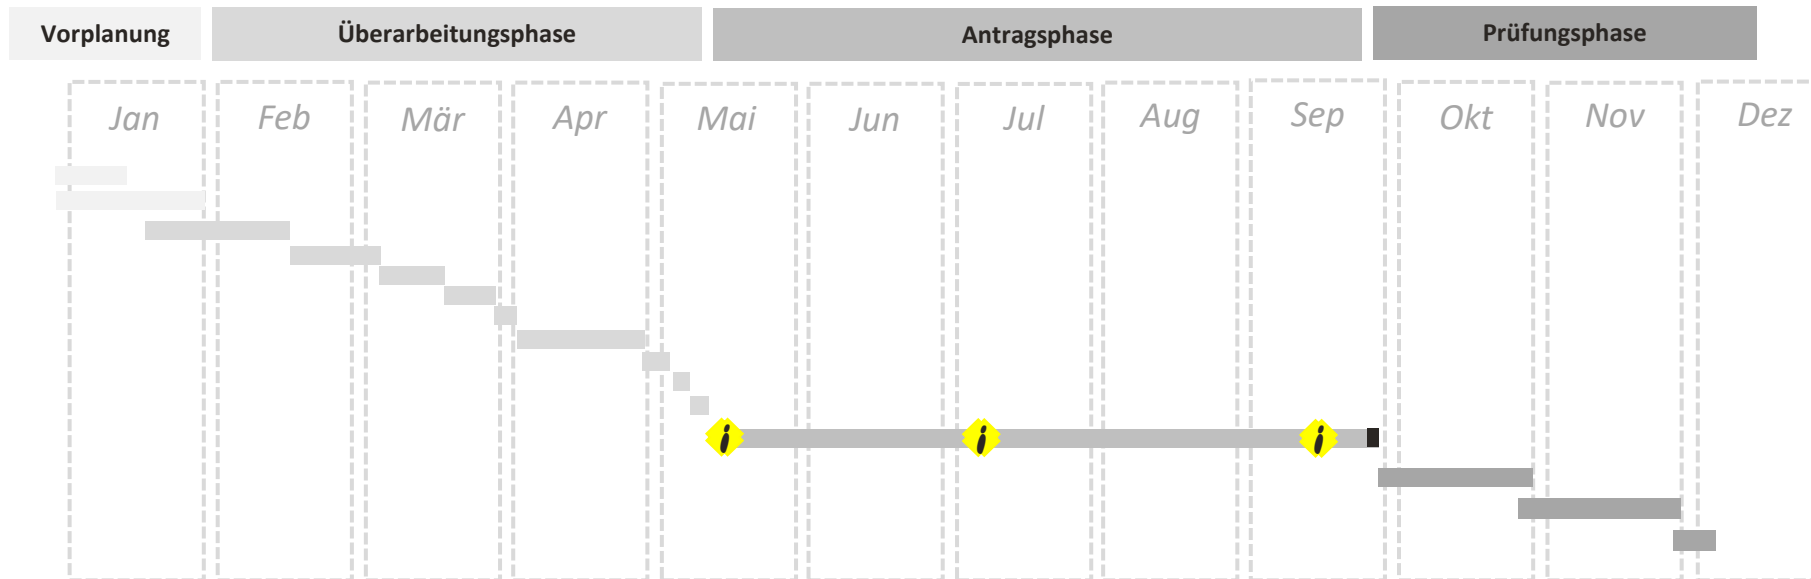 Vorplanung Überarbeitungsphase Antragsphase Prüfungsphase
Jan Feb Mär Apr Mai Jun Jul Aug Sep Okt Nov Dez
i i i